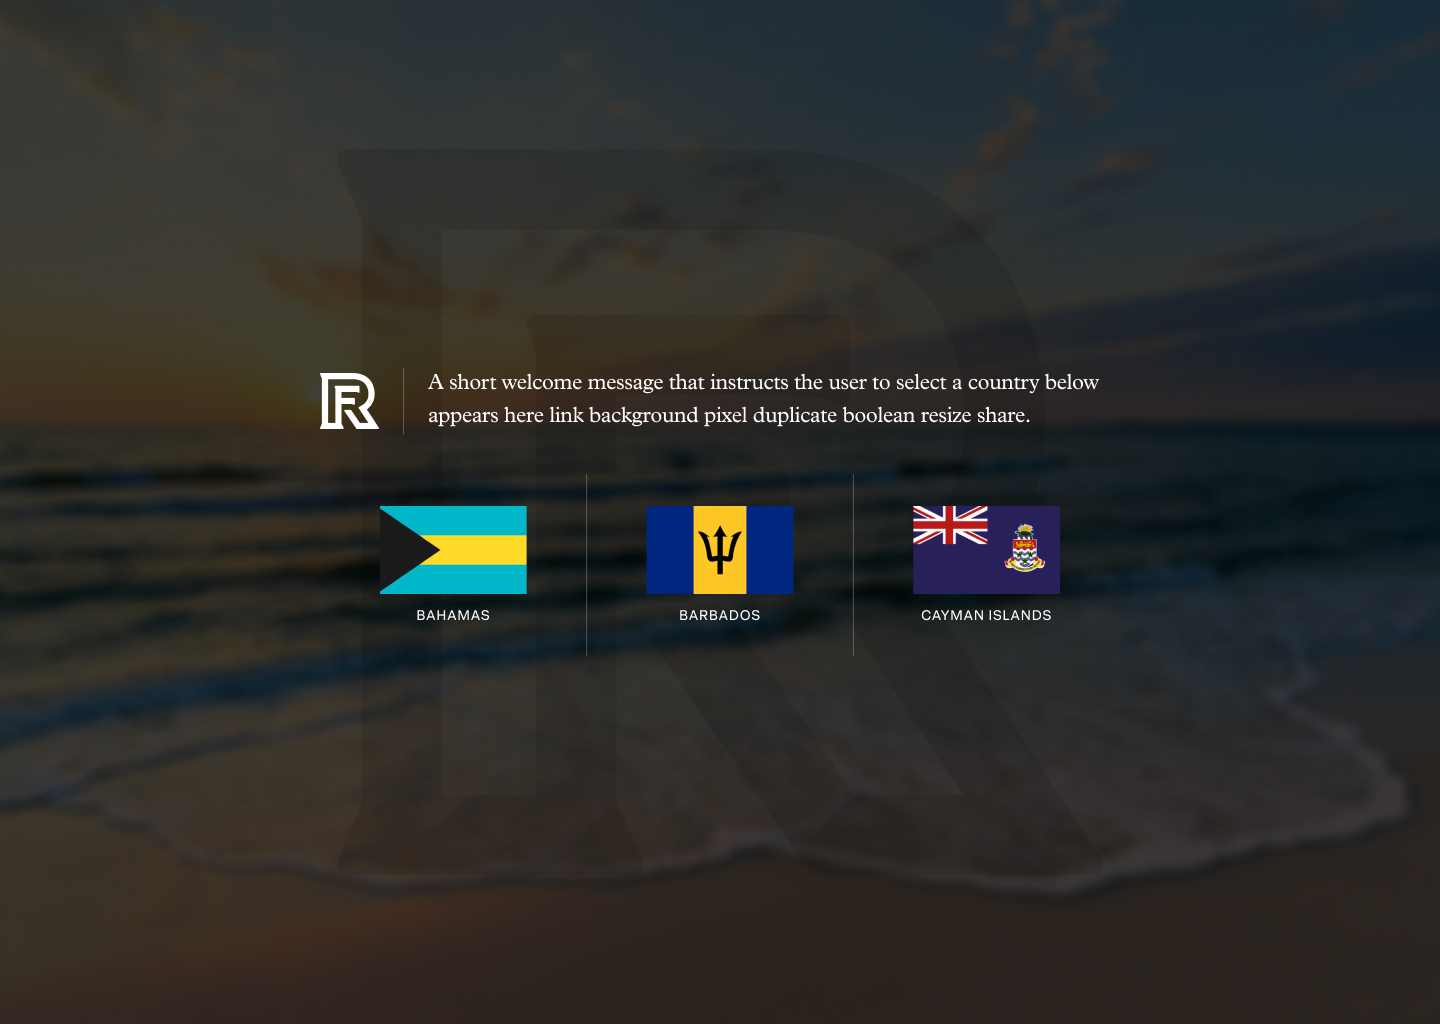 A short welcome message that instructs the user to select a country below
appears here link background pixel duplicate boolean resize share.
BAHAMAS
BARBADOS
CAYMAN ISLANDS